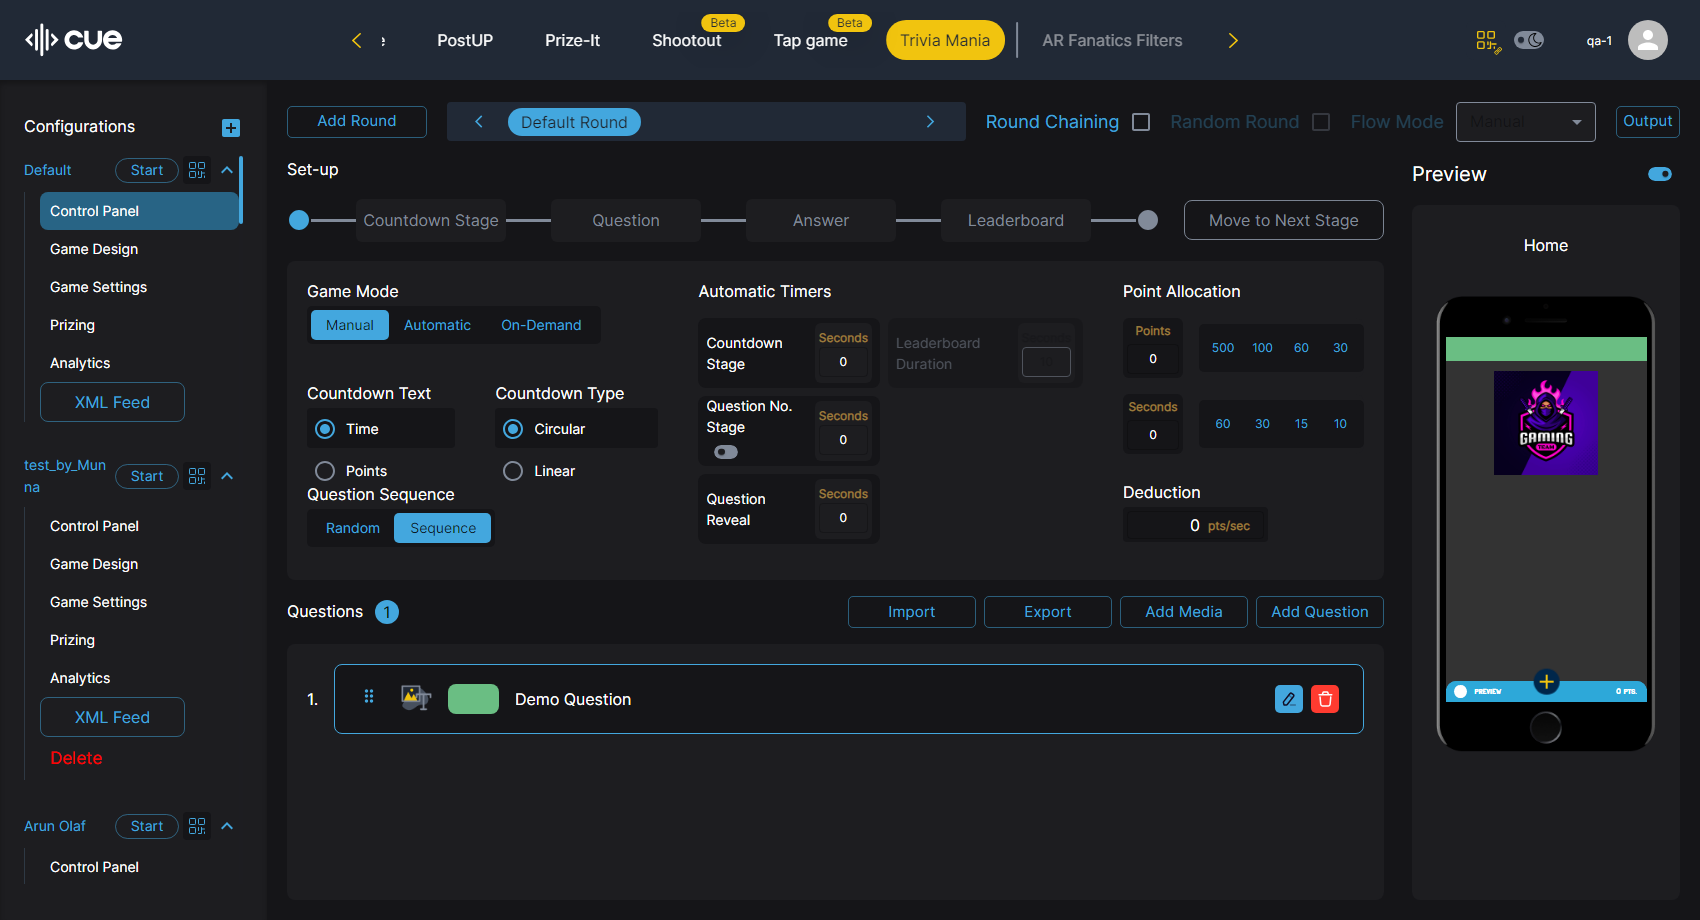 cue
PostUP
Prize-It
Shootout
Beta
Tap game
Beta
Trivia Mania
AR Fanatics Filters
qa-1
Configurations
Default
Start
Control Panel
Game Design
Game Settings
Prizing
Analytics
XML Feed
test_by_Mun
na
Start
Control Panel
Game Design
Game Settings
Prizing
Analytics
XML Feed
Delete
Arun Olaf
Start
Control Panel
Add Round
Default Round
Round Chaining
Random Round
Flow Mode
Manual
Output
Set-up
Countdown Stage
Question
Answer
Leaderboard
Move to Next Stage
Game Mode
Manual
Automatic
On-Demand
Countdown Text
Time
Points
Countdown Type
Circular
Linear
Question Sequence
Random
Sequence
Automatic Timers
Countdown
Stage
Seconds
0
Leaderboard
Duration
Question No.
Stage
Seconds
0
Question
Reveal
Seconds
0
Point Allocation
Points
0
500
100
60
30
Seconds
0
60
30
15
10
Deduction
0 pts/sec
Questions 1
Import
Export
Add Media
Add Question
1.
Demo Question
Preview
Home
GAMING
TEAM
PREVIEW
0 PTS.